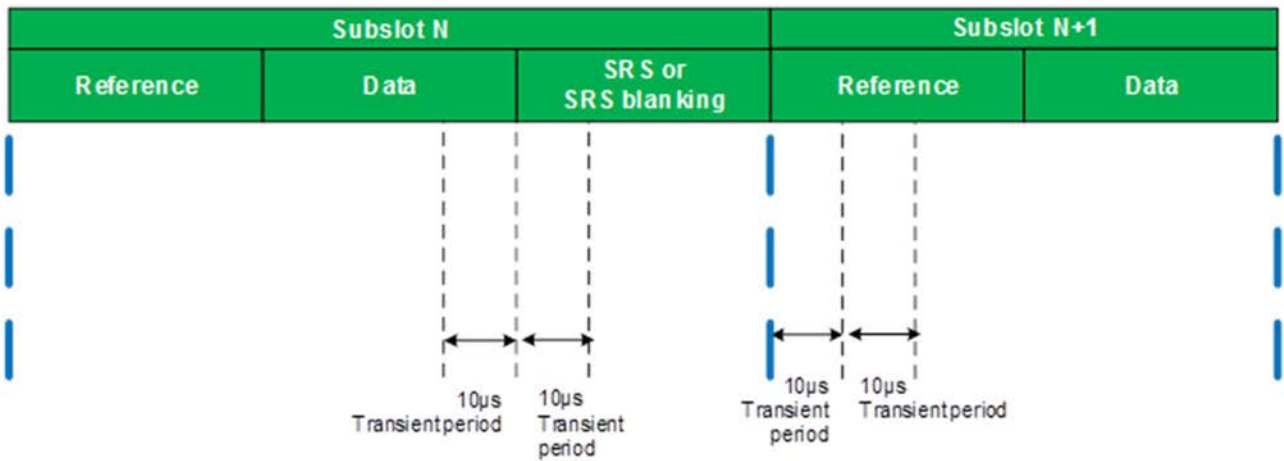 Subslot N
Subslot N+1
Reference
Data
SRS or
SRS blanking
Reference
Data
10µs
Transient period
10µs
Transient
period
10µs
Transient
period
10µs
Transient period